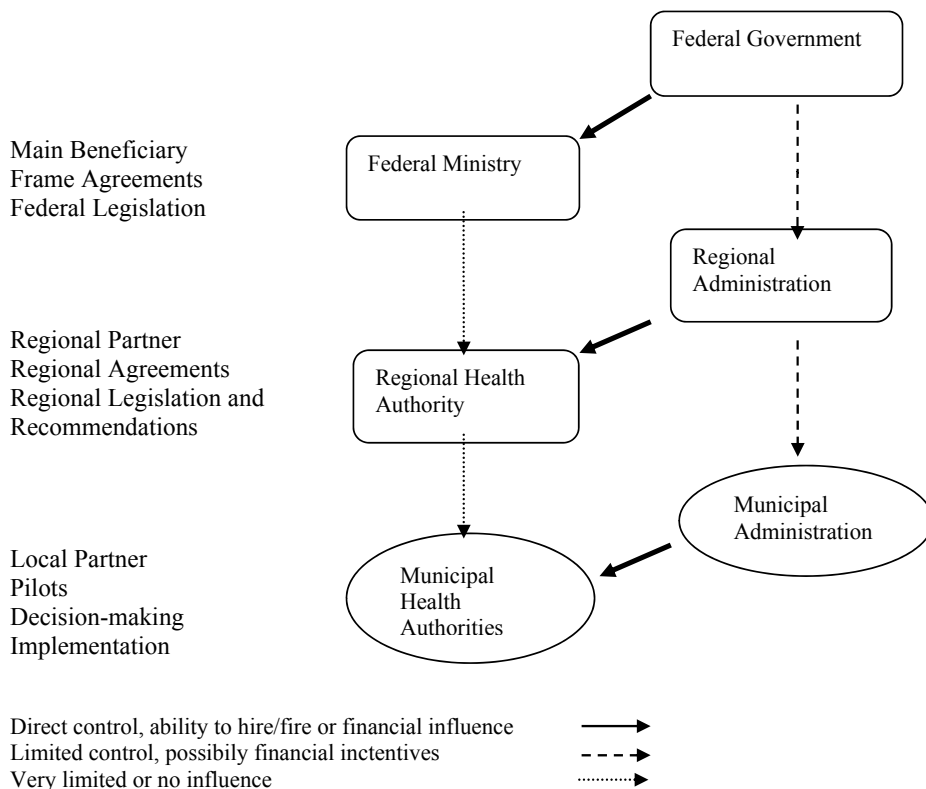 Federal Government
Main Beneficiary
Frame Agreements
Federal Legislation
Federal Ministry
Regional
Administration
Regional Partner
Regional Agreements
Regional Legislation and
Recommendations
Regional Health
Authority
Municipal
Administration
Local Partner
Pilots
Decision-making
Implementation
Municipal
Health
Authorities
Direct control, ability to hire/fire or financial influence
Limited control, possibily financial inctentives
Very limited or no influence